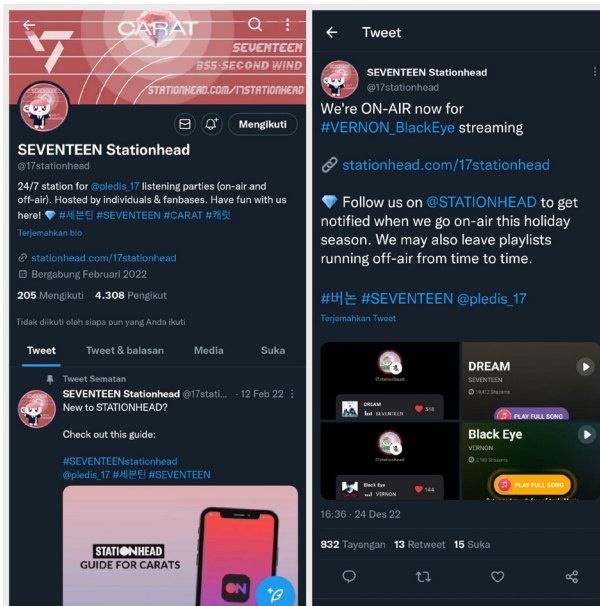 CARAT
SEVENTEEN
BSS·SECOND WIND
STATIONHEAD.COM/17STATIONHEAD
Mengikuti
SEVENTEEN Stationhead
@17stationhead
24/7 station for @pledis_17 listening parties (on-air and
off-air). Hosted by individuals & fanbases. Have fun with us
here! 💎 #세븐틴 #SEVENTEEN #CARAT #캐럿
Terjemahkan bio
stationhead.com/17stationhead
Bergabung Februari 2022
205 Mengikuti 4.308 Pengikut
Tidak diikuti oleh siapa pun yang Anda ikuti
Tweet Tweet & balasan Media Suka
Tweet Sematan
SEVENTEEN Stationhead @17stati... · 12 Feb 22
New to STATIONHEAD?
Check out this guide:
#SEVENTEENstationhead
@pledis_17 #세븐틴 #SEVENTEEN
STATIONHEAD
GUIDE FOR CARATS
ON
Tweet
SEVENTEEN Stationhead
@17stationhead
We're ON-AIR now for
#VERNON_BlackEye streaming
🔗 stationhead.com/17stationhead
💎 Follow us on @STATIONHEAD to get
notified when we go on-air this holiday
season. We may also leave playlists
running off-air from time to time.
#버논 #SEVENTEEN @pledis_17
Terjemahkan Tweet
17stationhead
DREAM
SEVENTEEN
318
DREAM
SEVENTEEN
PLAY FULL SONG
17stationhead
Black Eye
VERNON
144
Black Eye
VERNON
PLAY FULL SONG
16:36 · 24 Des 22
832 Tayangan 13 Retweet 15 Suka